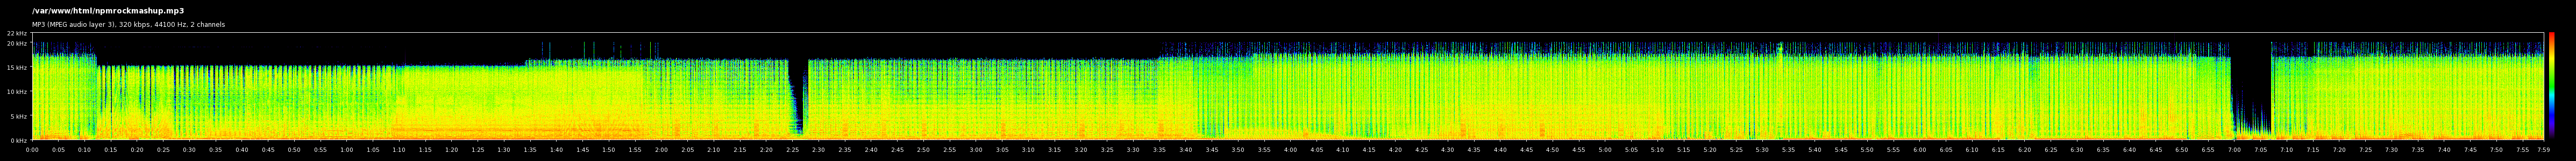 /var/www/html/npmrockmashup.mp3
MP3 (MPEG audio layer 3), 320 kbps, 44100 Hz, 2 channels
22 kHz
20 kHz
15 kHz
10 kHz
5 kHz
0 kHz
0:00 0:05 0:10 0:15 0:20 0:25 0:30 0:35 0:40 0:45 0:50 0:55 1:00 1:05 1:10 1:15 1:20 1:25 1:30 1:35 1:40 1:45 1:50 1:55 2:00 2:05 2:10 2:15 2:20 2:25 2:30 2:35 2:40 2:45 2:50 2:55 3:00 3:05 3:10 3:15 3:20 3:25 3:30 3:35 3:40 3:45 3:50 3:55 4:00 4:05 4:10 4:15 4:20 4:25 4:30 4:35 4:40 4:45 4:50 4:55 5:00 5:05 5:10 5:15 5:20 5:25 5:30 5:35 5:40 5:45 5:50 5:55 6:00 6:05 6:10 6:15 6:20 6:25 6:30 6:35 6:40 6:45 6:50 6:55 7:00 7:05 7:10 7:15 7:20 7:25 7:30 7:35 7:40 7:45 7:50 7:55 7:59